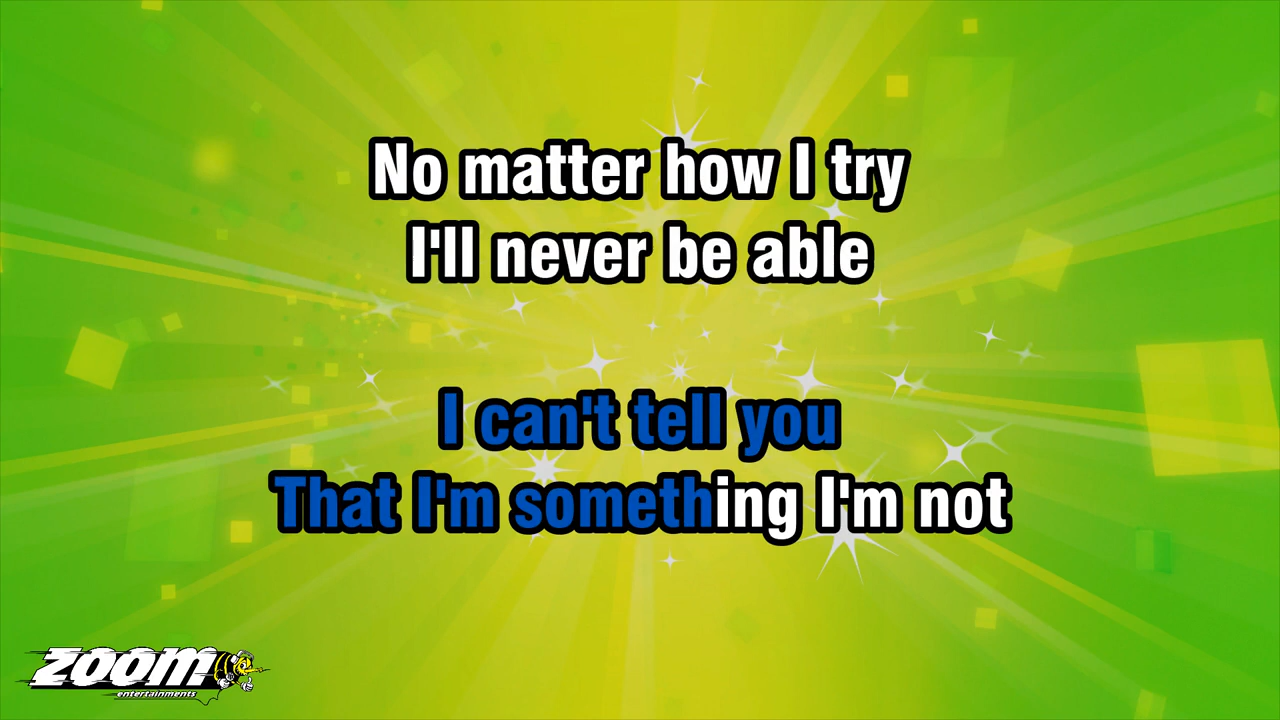 No matter how I try
I'll never be able
I can't tell you
That I'm something I'm not
ZOOM
entertainments